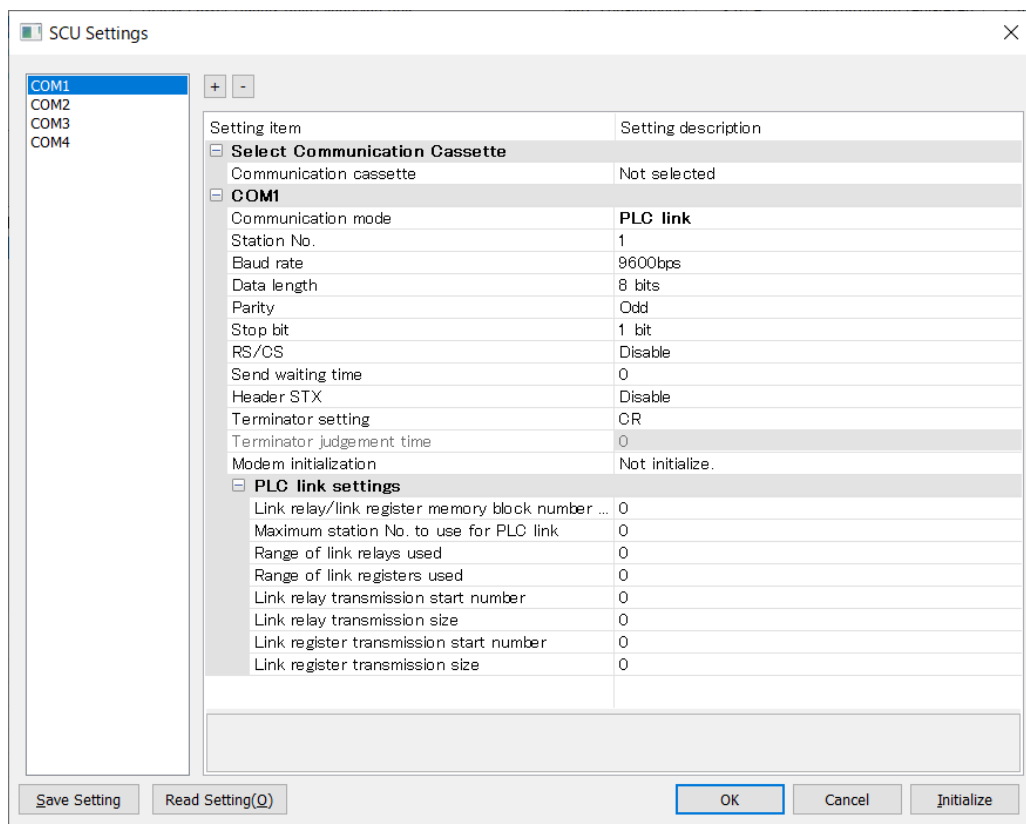 SCU Settings
COM1
COM2
COM3
COM4
+ -
Setting item Setting description
Select Communication Cassette
Communication cassette Not selected
COM1
Communication mode PLC link
Station No. 1
Baud rate 9600bps
Data length 8 bits
Parity Odd
Stop bit 1 bit
RS/CS Disable
Send waiting time 0
Header STX Disable
Terminator setting CR
Terminator judgement time 0
Modem initialization Not initialize.
PLC link settings
Link relay/link register memory block number ... 0
Maximum station No. to use for PLC link 0
Range of link relays used 0
Range of link registers used 0
Link relay transmission start number 0
Link relay transmission size 0
Link register transmission start number 0
Link register transmission size 0
Save Setting Read Setting(O) OK Cancel Initialize